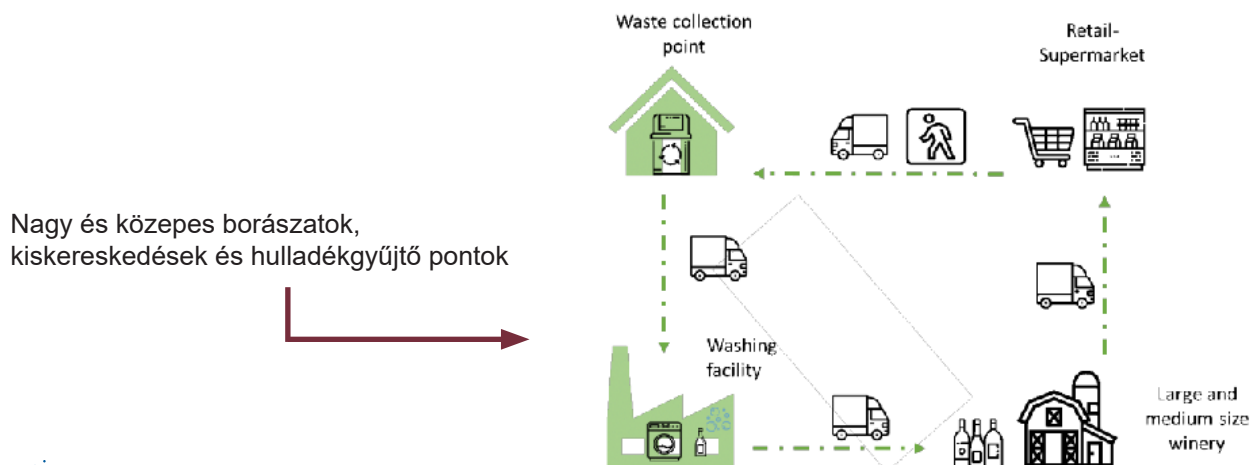 Waste collection
point
Retail-
Supermarket
Nagy és közepes borászatok,
kiskereskedések és hulladékgyűjtő pontok
Washing
facility
Large and
medium size
winery